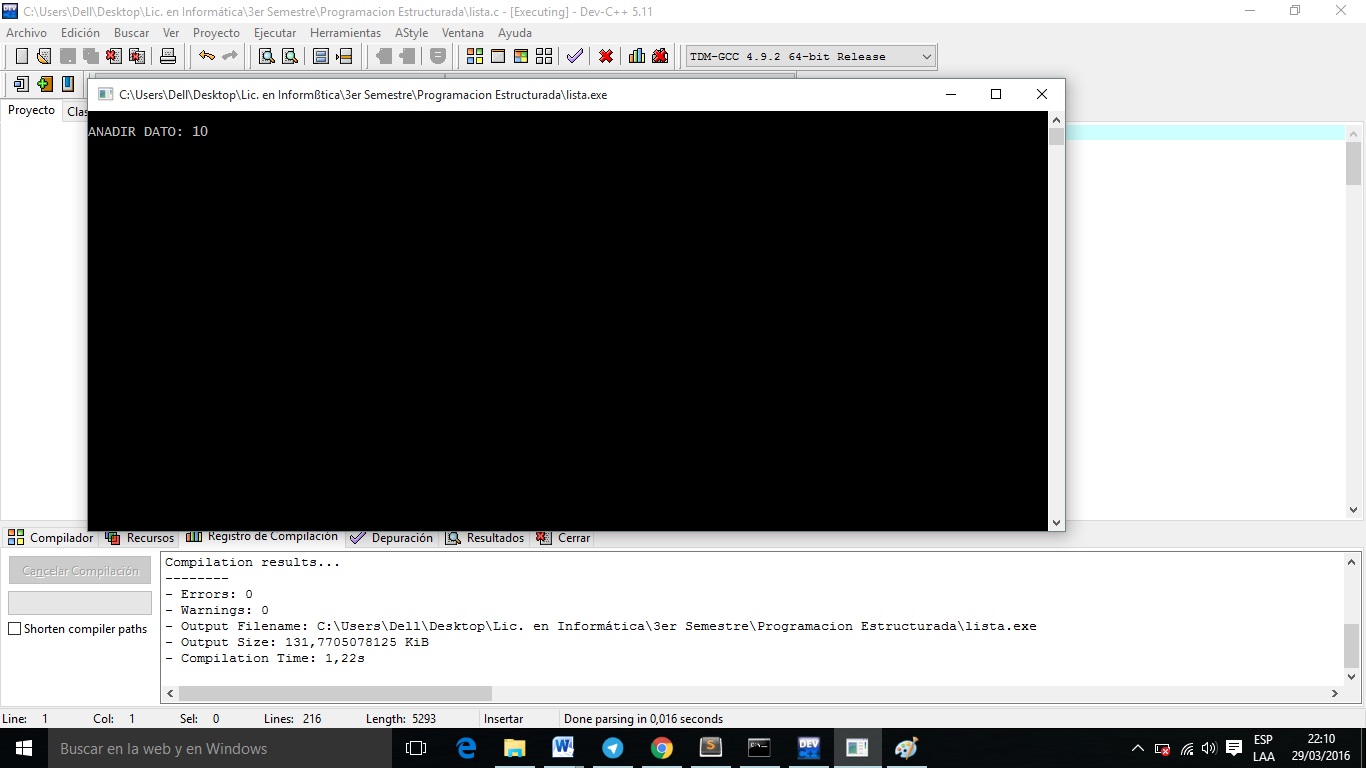 C:\Users\Dell\Desktop\Lic. en Informática\3er Semestre\Programacion Estructurada\lista.c - [Executing] - Dev-C++ 5.11
Archivo Edición Buscar Ver Proyecto Ejecutar Herramientas AStyle Ventana Ayuda
TDM-GCC 4.9.2 64-bit Release
Proyecto Clas
C:\Users\Dell\Desktop\Lic. en Informßtica\3er Semestre\Programacion Estructurada\lista.exe
ANADIR DATO: 10
Compilador Recursos Registro de Compilación Depuración Resultados Cerrar
Cancelar Compilación
Shorten compiler paths
Compilation results...
--------
- Errors: 0
- Warnings: 0
- Output Filename: C:\Users\Dell\Desktop\Lic. en Informática\3er Semestre\Programacion Estructurada\lista.exe
- Output Size: 131,7705078125 KiB
- Compilation Time: 1,22s
Line: 1 Col: 1 Sel: 0 Lines: 216 Length: 5293 Insertar Done parsing in 0,016 seconds
Buscar en la web y en Windows
DEV
ESP
LAA
22:10
29/03/2016